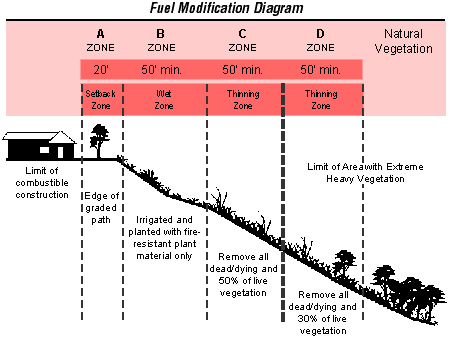 Fuel Modification Diagram
A B C D Natural
ZONE ZONE ZONE ZONE Vegetation
20' 50' min. 50' min. 50' min.
Setback Wet Thinning Thinning
Zone Zone Zone Zone
Limit of
combustible
construction
Edge of
graded
path
Irrigated and
planted with fire-
resistant plant
material only
Remove all
dead/dying and
50% of live
vegetation
Limit of Area with Extreme
Heavy Vegetation
Remove all
dead/dying and
30% of live
vegetation